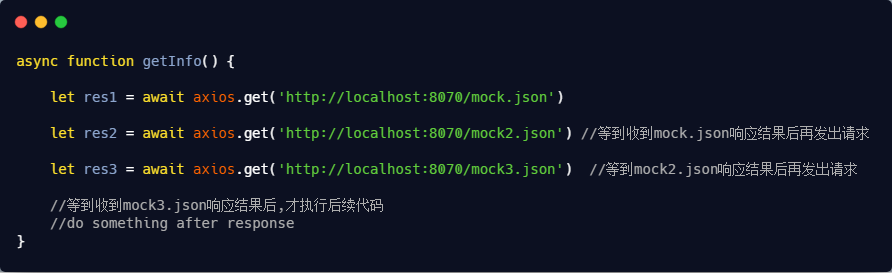 async function getInfo() {
let res1 = await axios.get('http://localhost:8070/mock.json')
let res2 = await axios.get('http://localhost:8070/mock2.json') //等到收到mock.json响应结果后再发出请求
let res3 = await axios.get('http://localhost:8070/mock3.json')  //等到mock2.json响应结果后再发出请求
//等到收到mock3.json响应结果后,才执行后续代码
//do something after response
}